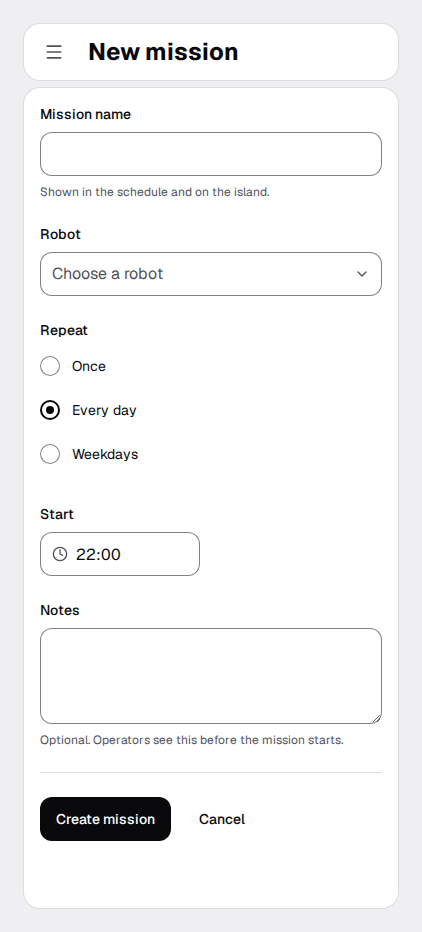 New mission
Mission name
Shown in the schedule and on the island.
Robot
Choose a robot
Repeat
Once
Every day
Weekdays
Start
22:00
Notes
Optional. Operators see this before the mission starts.
Create mission
Cancel